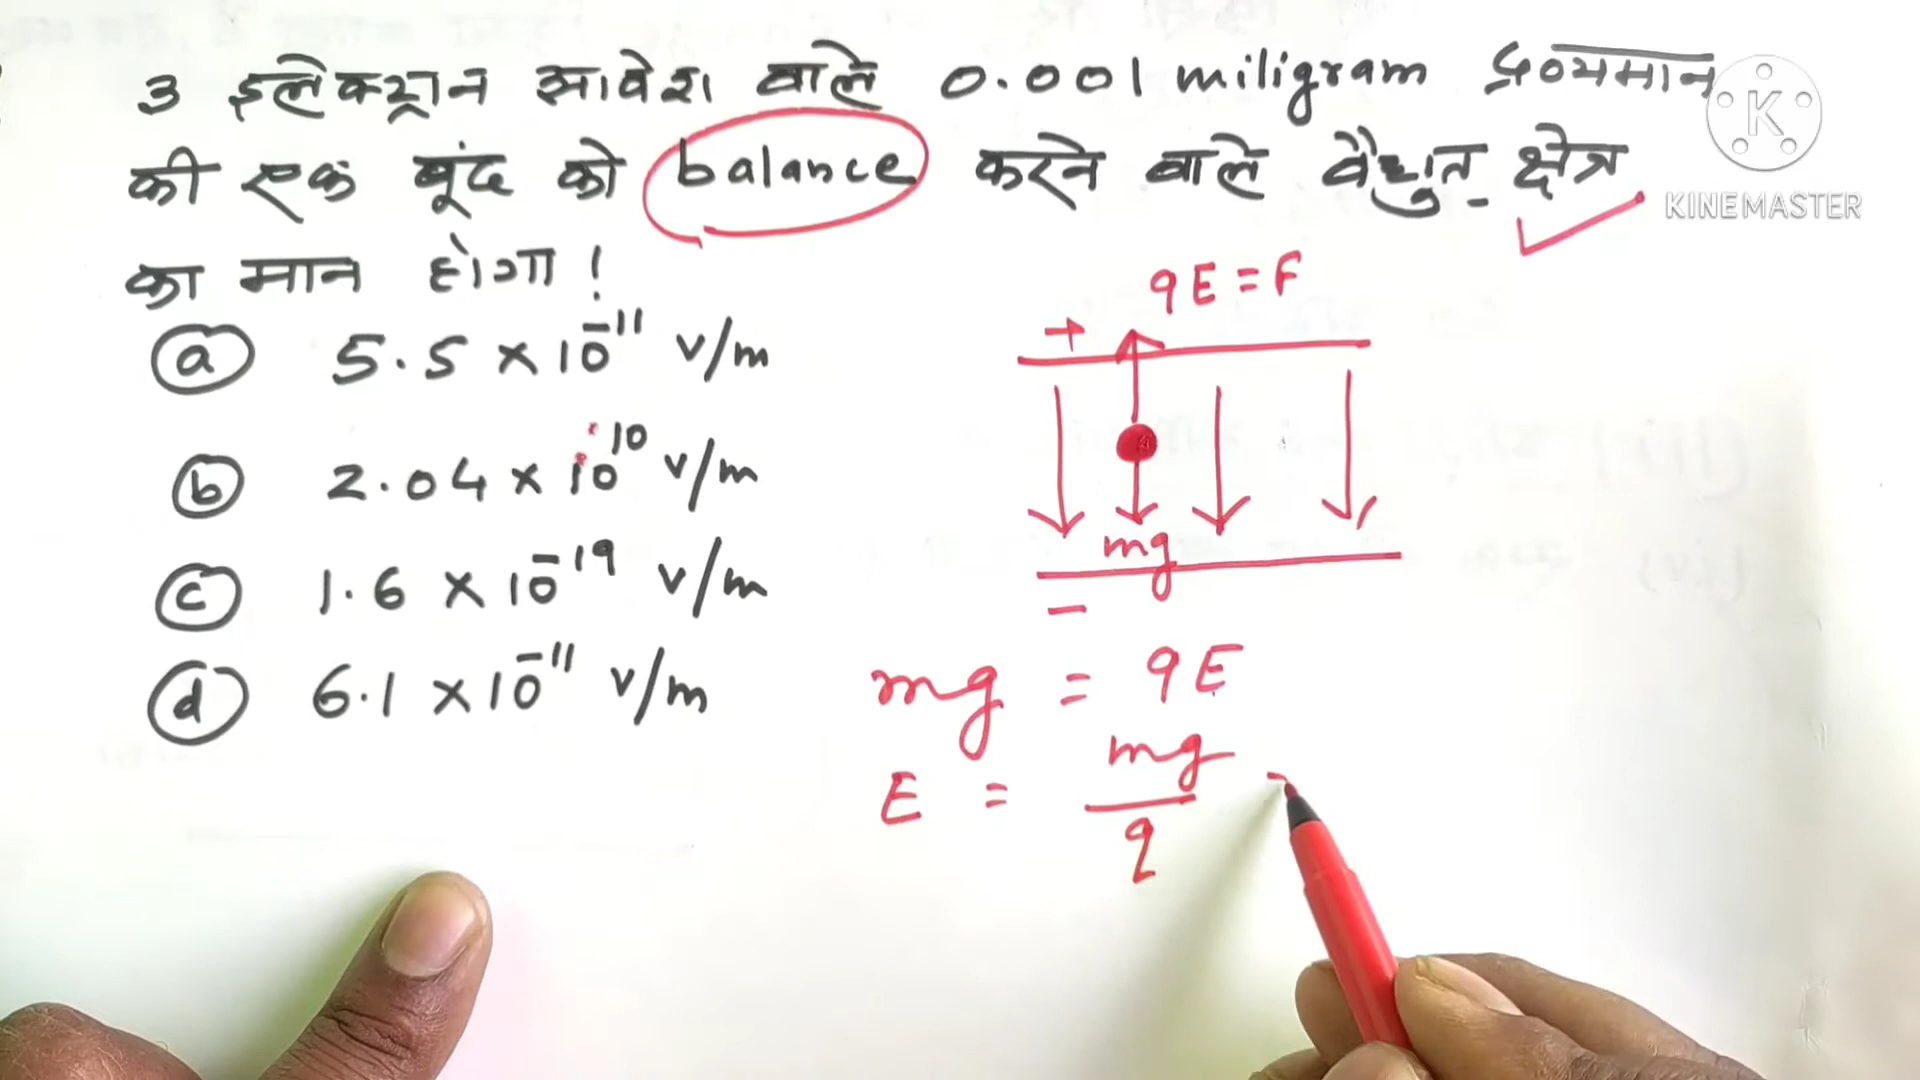 3 इलेक्ट्रान आवेश वाले 0.001 miligram द्रव्यमान
की एक बूंद को balance करने वाले वैधुत क्षेत्र
का मान होगा !
(a) 5.5 × 10⁻¹¹ v/m
(b) 2.04 × 10¹⁰ v/m
(c) 1.6 × 10⁻¹⁹ v/m
(d) 6.1 × 10⁻¹¹ v/m
qE = F
+
mg
−
mg = qE
E = mg/q
K
KINEMASTER